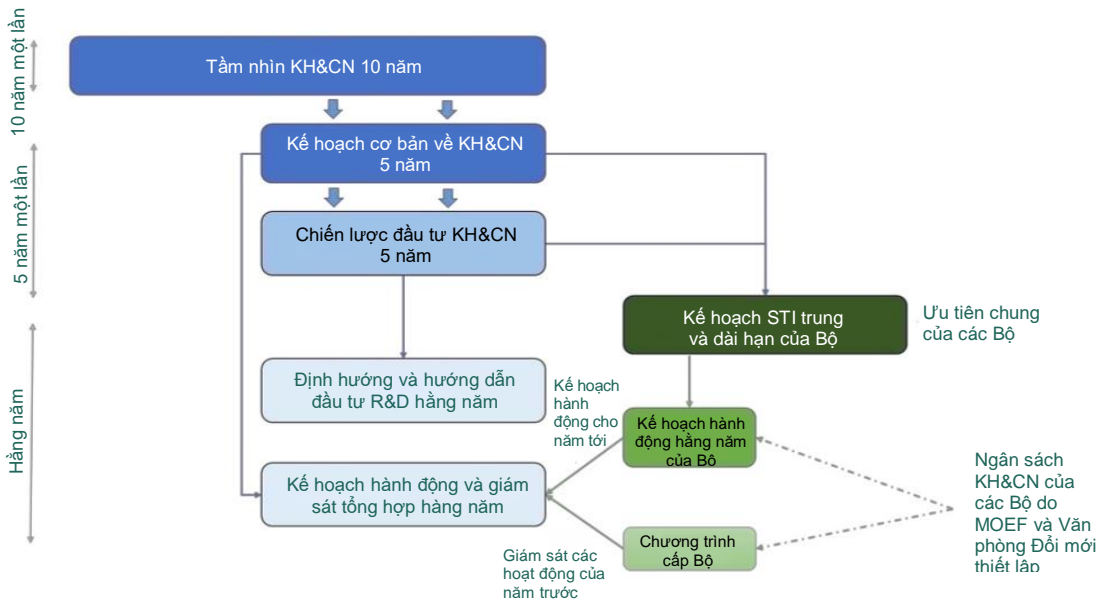 10 năm một lần
Tầm nhìn KH&CN 10 năm
5 năm một lần
Kế hoạch cơ bản về KH&CN
5 năm
Chiến lược đầu tư KH&CN
5 năm
Kế hoạch STI trung
và dài hạn của Bộ
Ưu tiên chung
của các Bộ
Hằng năm
Định hướng và hướng dẫn
đầu tư R&D hằng năm
Kế hoạch
hành
động cho
năm tới
Kế hoạch hành
động hằng năm
của Bộ
Kế hoạch hành động và giám
sát tổng hợp hàng năm
Ngân sách
KH&CN của
các Bộ do
MOEF và Văn
phòng Đổi mới
thiết lập
Chương trình
cấp Bộ
Giám sát các
hoạt động của
năm trước